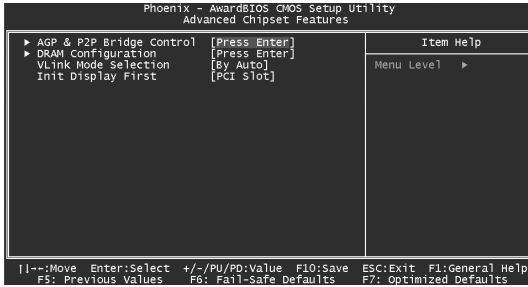 Phoenix - AwardBIOS CMOS Setup Utility
Advanced Chipset Features
▶ AGP & P2P Bridge Control [Press Enter]
▶ DRAM Configuration [Press Enter]
VLink Mode Selection [By Auto]
Init Display First [PCI Slot]
Item Help
Menu Level ▶
↑↓→←:Move Enter:Select +/-/PU/PD:Value F10:Save ESC:Exit F1:General Help
F5: Previous Values F6: Fail-Safe Defaults F7: Optimized Defaults